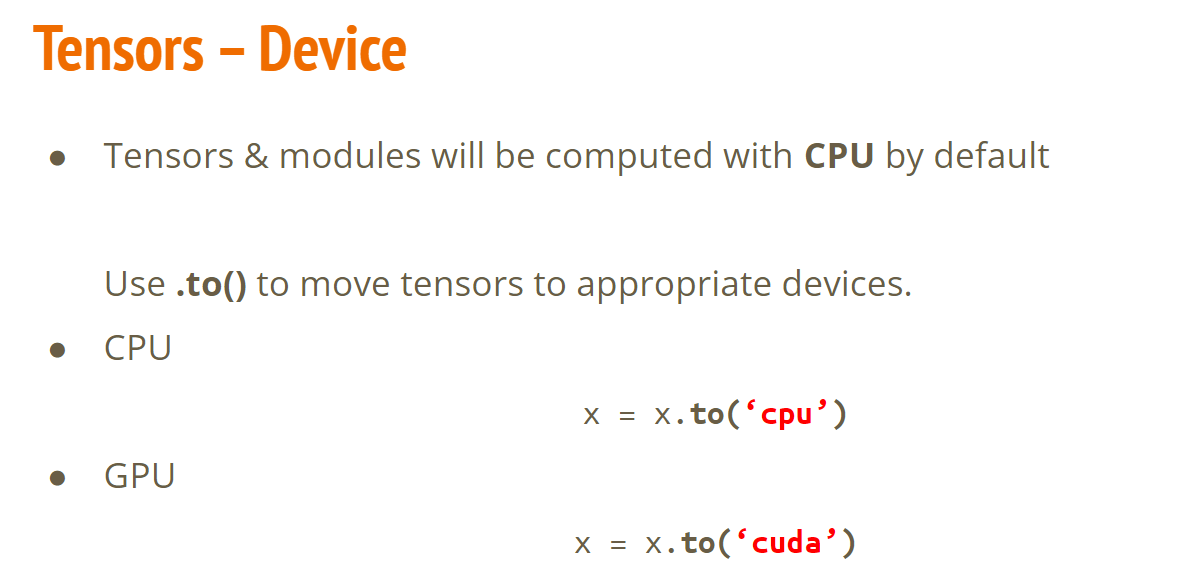 Tensors – Device
● Tensors & modules will be computed with CPU by default
Use .to() to move tensors to appropriate devices.
● CPU
x = x.to(‘cpu’)
● GPU
x = x.to(‘cuda’)